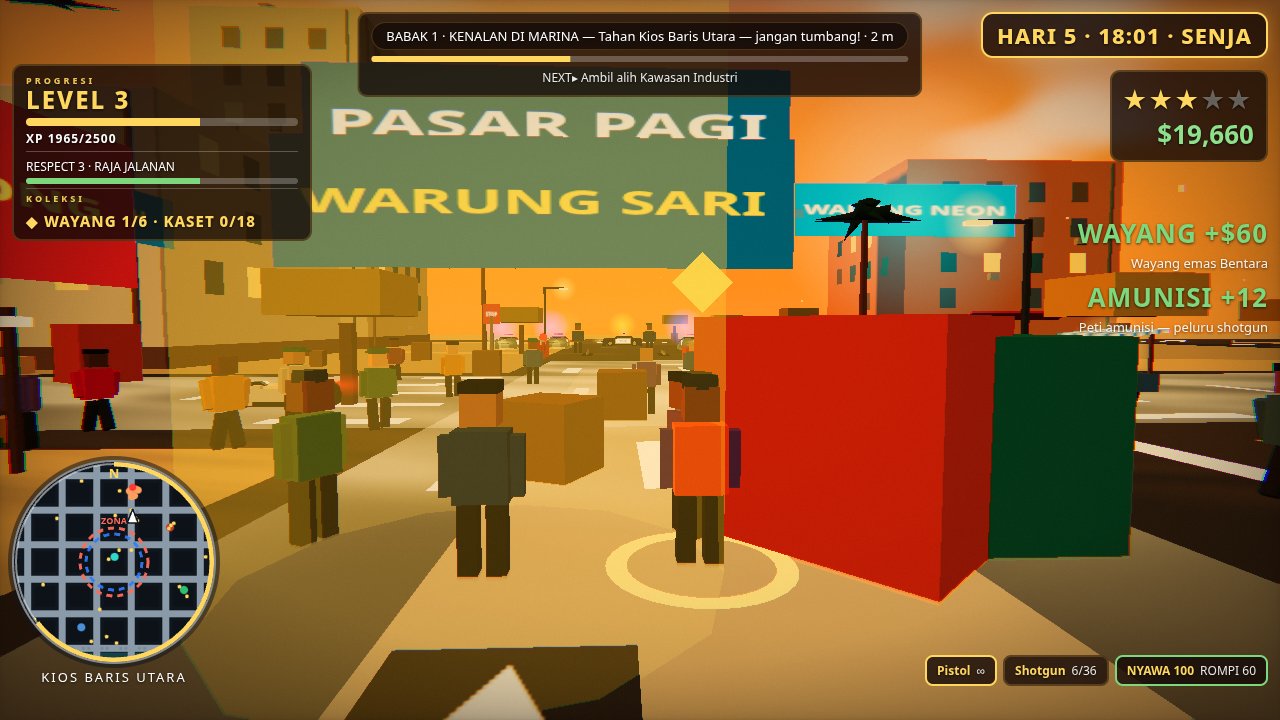 BABAK 1 · KENALAN DI MARINA — Tahan Kios Baris Utara — jangan tumbang! · 2 m
NEXT▸ Ambil alih Kawasan Industri
HARI 5 · 18:01 · SENJA
PROGRESI
LEVEL 3
XP 1965/2500
RESPECT 3 · RAJA JALANAN
KOLEKSI
◆ WAYANG 1/6 · KASET 0/18
★★★★★
$19,660
PASAR PAGI
WARUNG SARI
WARUNG NEON
WAYANG +$60
Wayang emas Bentara
AMUNISI +12
Peti amunisi — peluru shotgun
N
ZONA
KIOS BARIS UTARA
Pistol ∞
Shotgun 6/36
NYAWA 100 ROMPI 60